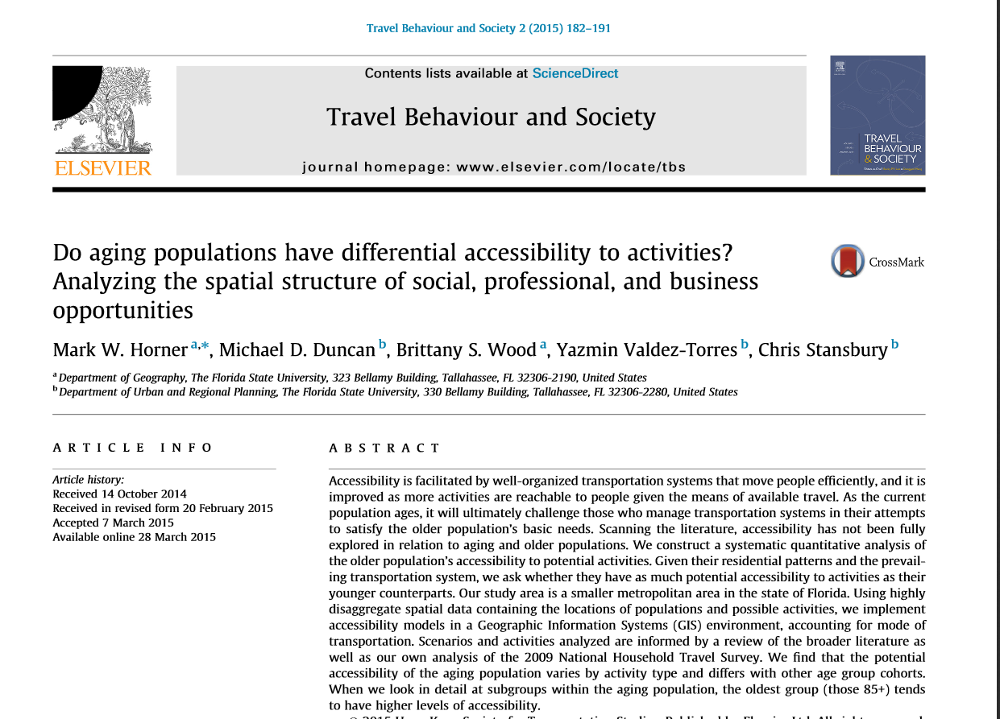 Travel Behaviour and Society 2 (2015) 182–191
Contents lists available at ScienceDirect
Travel Behaviour and Society
journal homepage: www.elsevier.com/locate/tbs
ELSEVIER
TRAVEL
BEHAVIOUR
& SOCIETY
Do aging populations have differential accessibility to activities?
Analyzing the spatial structure of social, professional, and business
opportunities
CrossMark
Mark W. Horner a,*, Michael D. Duncan b, Brittany S. Wood a, Yazmin Valdez-Torres b, Chris Stansbury b
a Department of Geography, The Florida State University, 323 Bellamy Building, Tallahassee, FL 32306-2190, United States
b Department of Urban and Regional Planning, The Florida State University, 330 Bellamy Building, Tallahassee, FL 32306-2280, United States
ARTICLE INFO
Article history:
Received 14 October 2014
Received in revised form 20 February 2015
Accepted 7 March 2015
Available online 28 March 2015
ABSTRACT
Accessibility is facilitated by well-organized transportation systems that move people efficiently, and it is
improved as more activities are reachable to people given the means of available travel. As the current
population ages, it will ultimately challenge those who manage transportation systems in their attempts
to satisfy the older population's basic needs. Scanning the literature, accessibility has not been fully
explored in relation to aging and older populations. We construct a systematic quantitative analysis of
the older population's accessibility to potential activities. Given their residential patterns and the prevail-
ing transportation system, we ask whether they have as much potential accessibility to activities as their
younger counterparts. Our study area is a smaller metropolitan area in the state of Florida. Using highly
disaggregate spatial data containing the locations of populations and possible activities, we implement
accessibility models in a Geographic Information Systems (GIS) environment, accounting for mode of
transportation. Scenarios and activities analyzed are informed by a review of the broader literature as
well as our own analysis of the 2009 National Household Travel Survey. We find that the potential
accessibility of the aging population varies by activity type and differs with other age group cohorts.
When we look in detail at subgroups within the aging population, the oldest group (those 85+) tends
to have higher levels of accessibility.